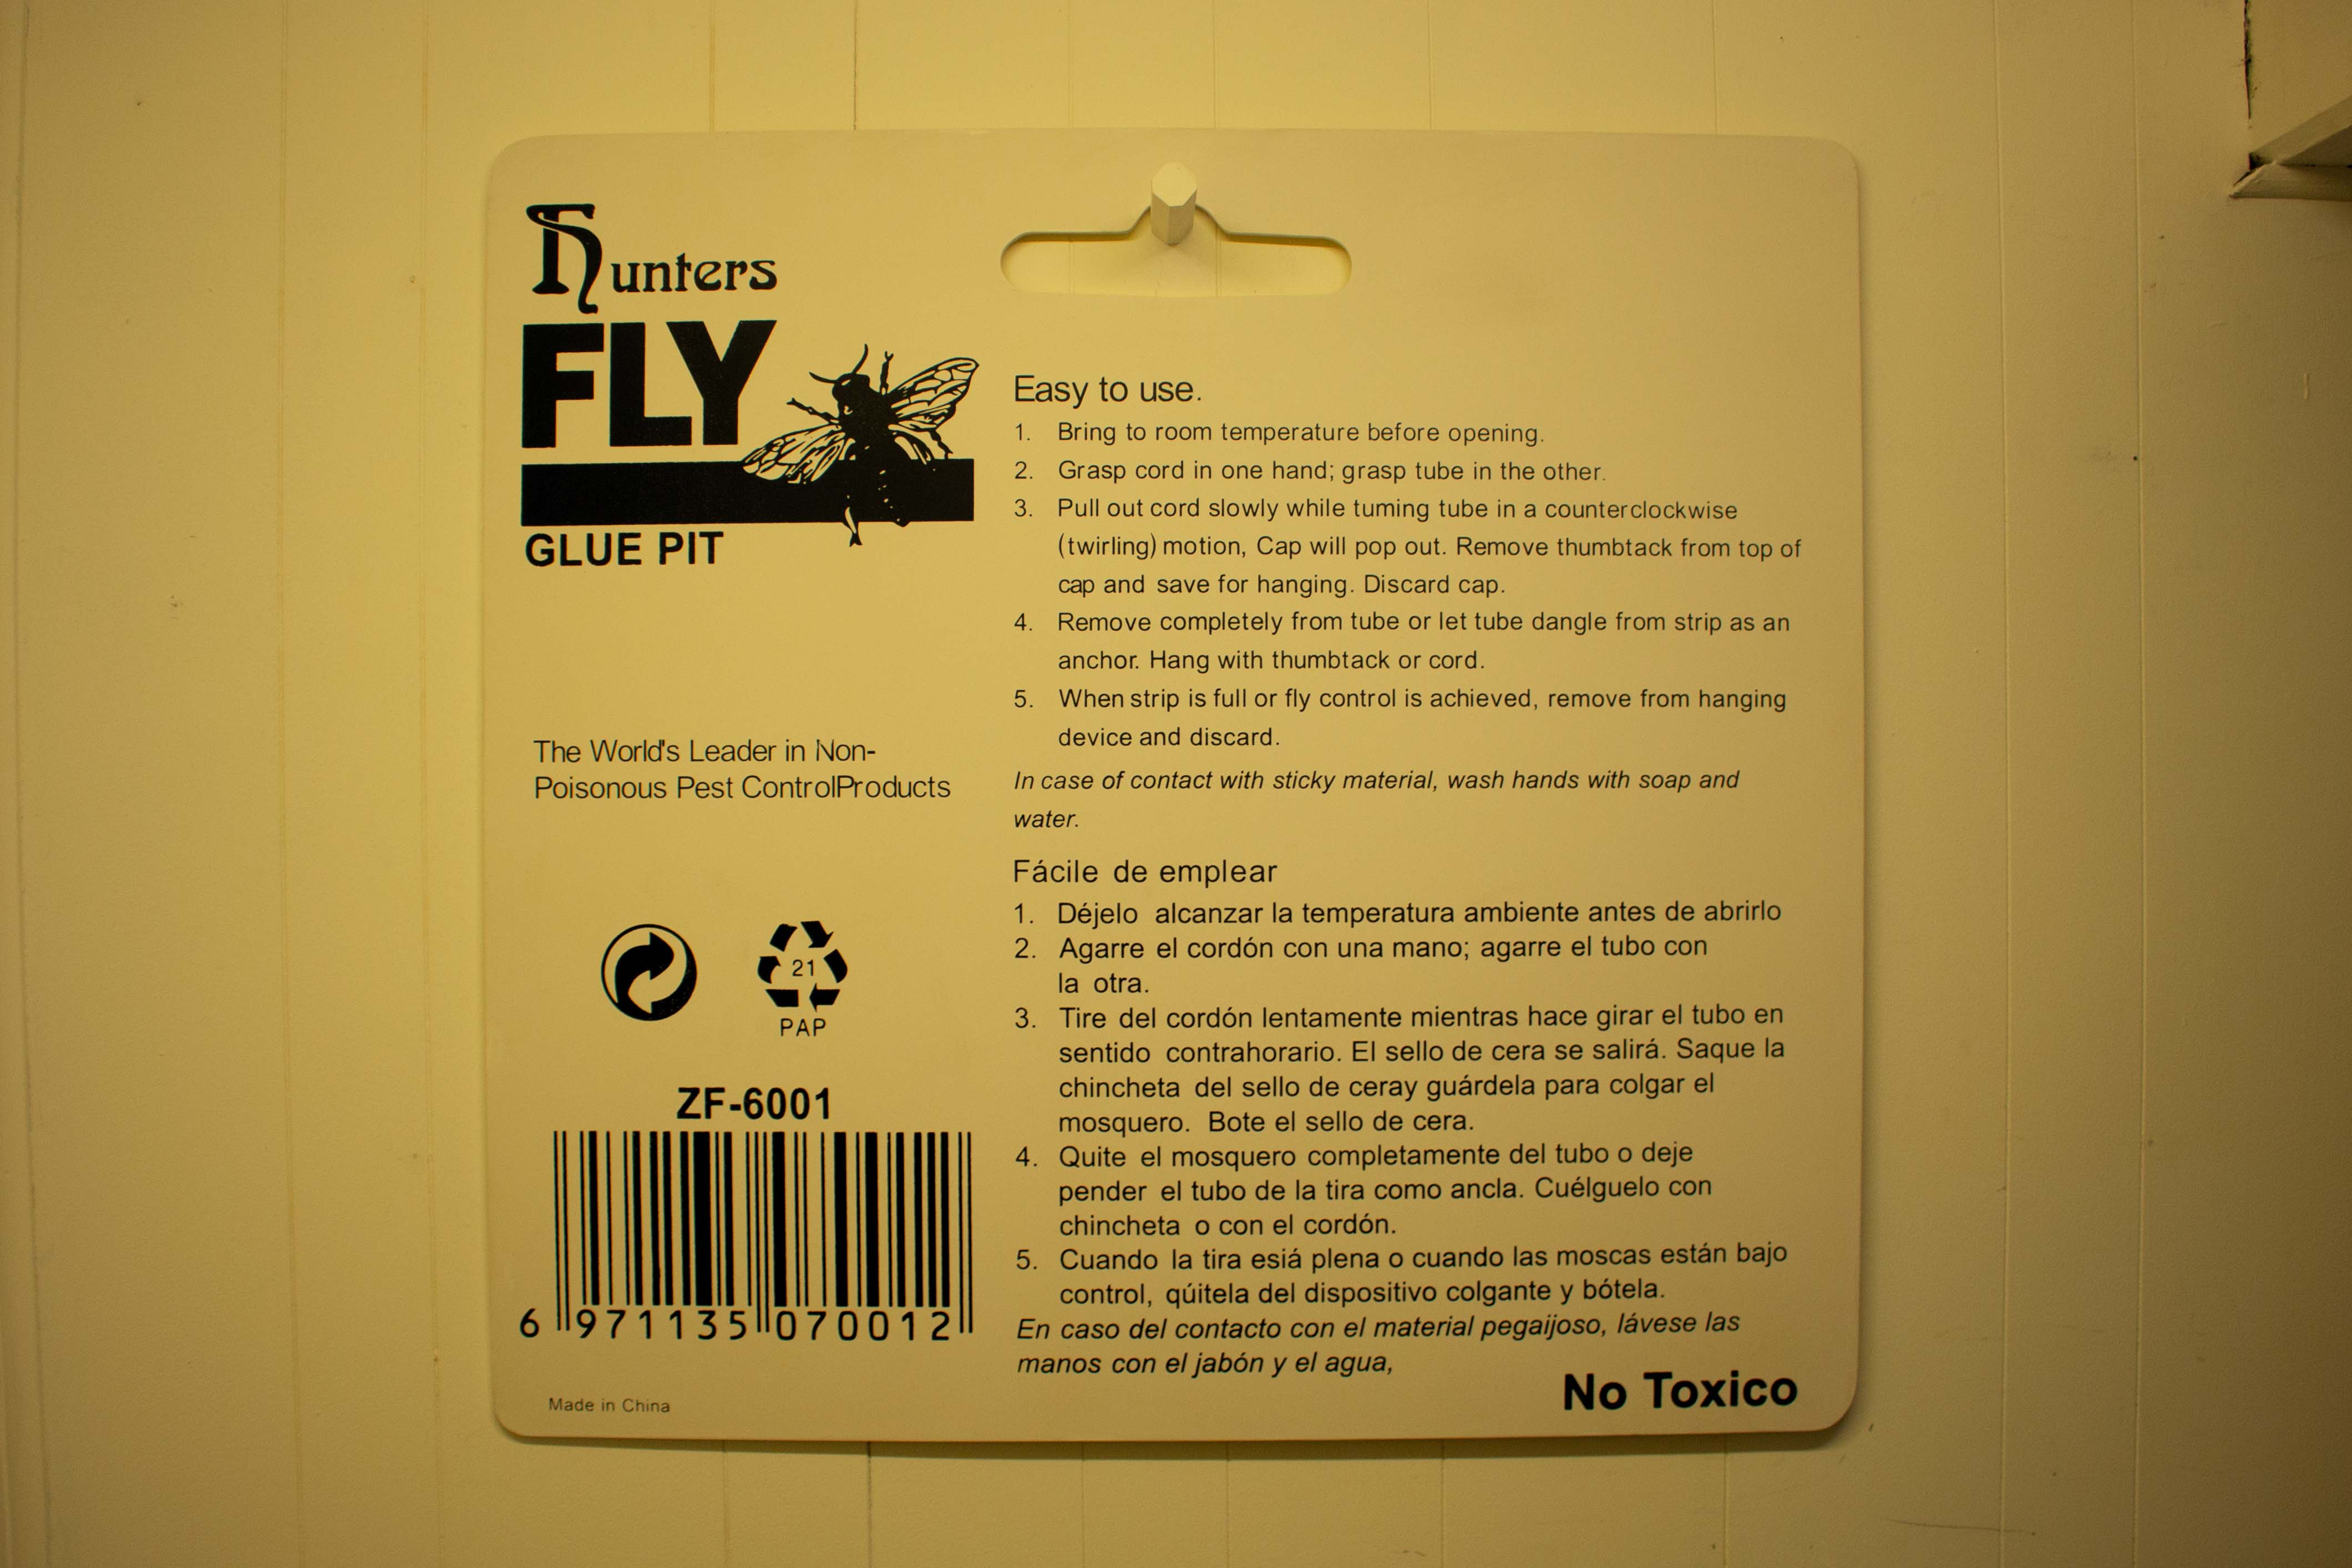 Hunters
FLY
GLUE PIT
The World's Leader in Non-
Poisonous Pest ControlProducts
21
PAP
ZF-6001
6 971135 070012
Made in China
Easy to use.
1. Bring to room temperature before opening.
2. Grasp cord in one hand; grasp tube in the other.
3. Pull out cord slowly while tuming tube in a counterclockwise
(twirling) motion, Cap will pop out. Remove thumbtack from top of
cap and save for hanging. Discard cap.
4. Remove completely from tube or let tube dangle from strip as an
anchor. Hang with thumbtack or cord.
5. When strip is full or fly control is achieved, remove from hanging
device and discard.
In case of contact with sticky material, wash hands with soap and
water.
Fácile de emplear
1. Déjelo alcanzar la temperatura ambiente antes de abrirlo
2. Agarre el cordón con una mano; agarre el tubo con
la otra.
3. Tire del cordón lentamente mientras hace girar el tubo en
sentido contrahorario. El sello de cera se salirá. Saque la
chincheta del sello de ceray guárdela para colgar el
mosquero. Bote el sello de cera.
4. Quite el mosquero completamente del tubo o deje
pender el tubo de la tira como ancla. Cuélguelo con
chincheta o con el cordón.
5. Cuando la tira esiá plena o cuando las moscas están bajo
control, qúitela del dispositivo colgante y bótela.
En caso del contacto con el material pegaijoso, lávese las
manos con el jabón y el agua,
No Toxico